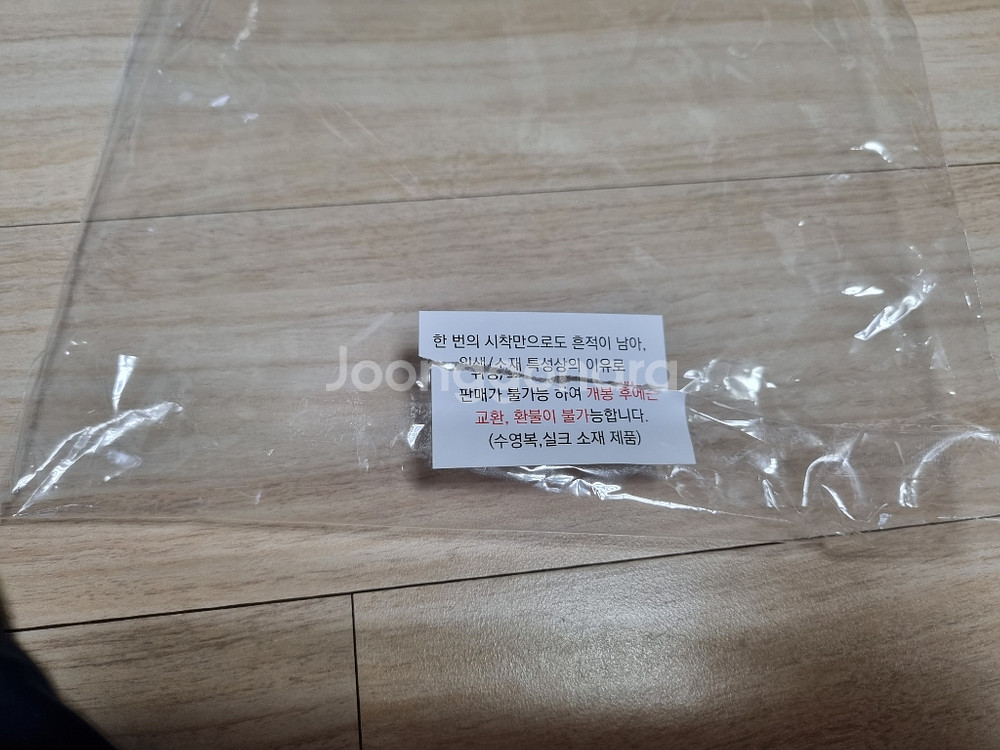 한 번의 시착만으로도 흔적이 남아,
위생/소재 특성상의 이유로
Joonggonara
판매가 불가능 하여 개봉 후에는
교환, 환불이 불가능합니다.
(수영복,실크 소재 제품)